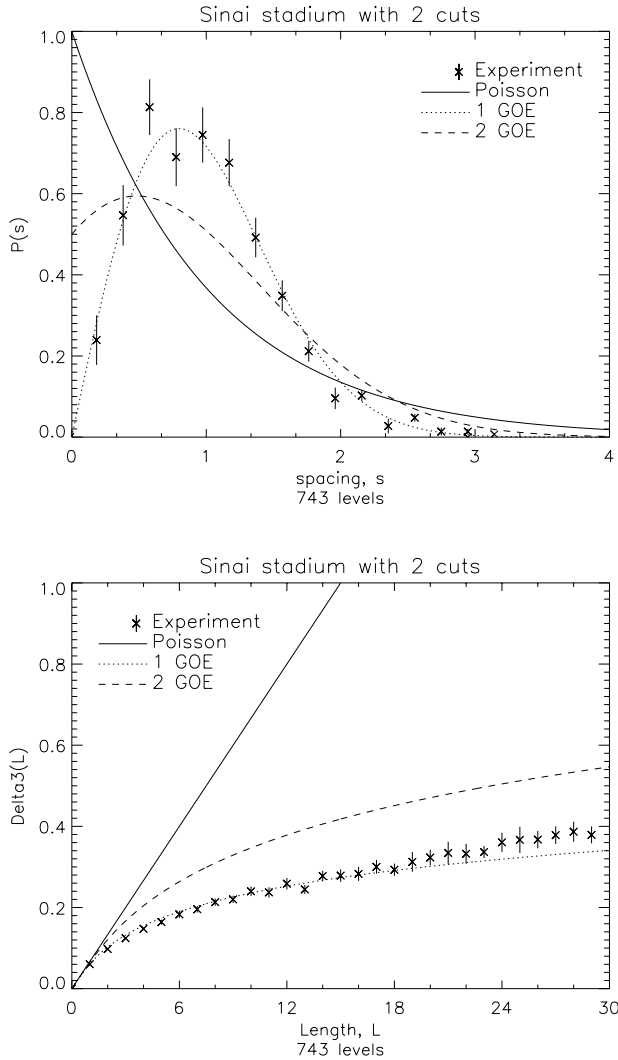 Sinai stadium with 2 cuts
1.0
0.8
0.6
0.4
0.2
0.0
P(s)
Experiment
Poisson
1 GOE
2 GOE
0 1 2 3 4
spacing, s
743 levels
Sinai stadium with 2 cuts
1.0
0.8
0.6
0.4
0.2
0.0
Delta3(L)
Experiment
Poisson
1 GOE
2 GOE
0 6 12 18 24 30
Length, L
743 levels